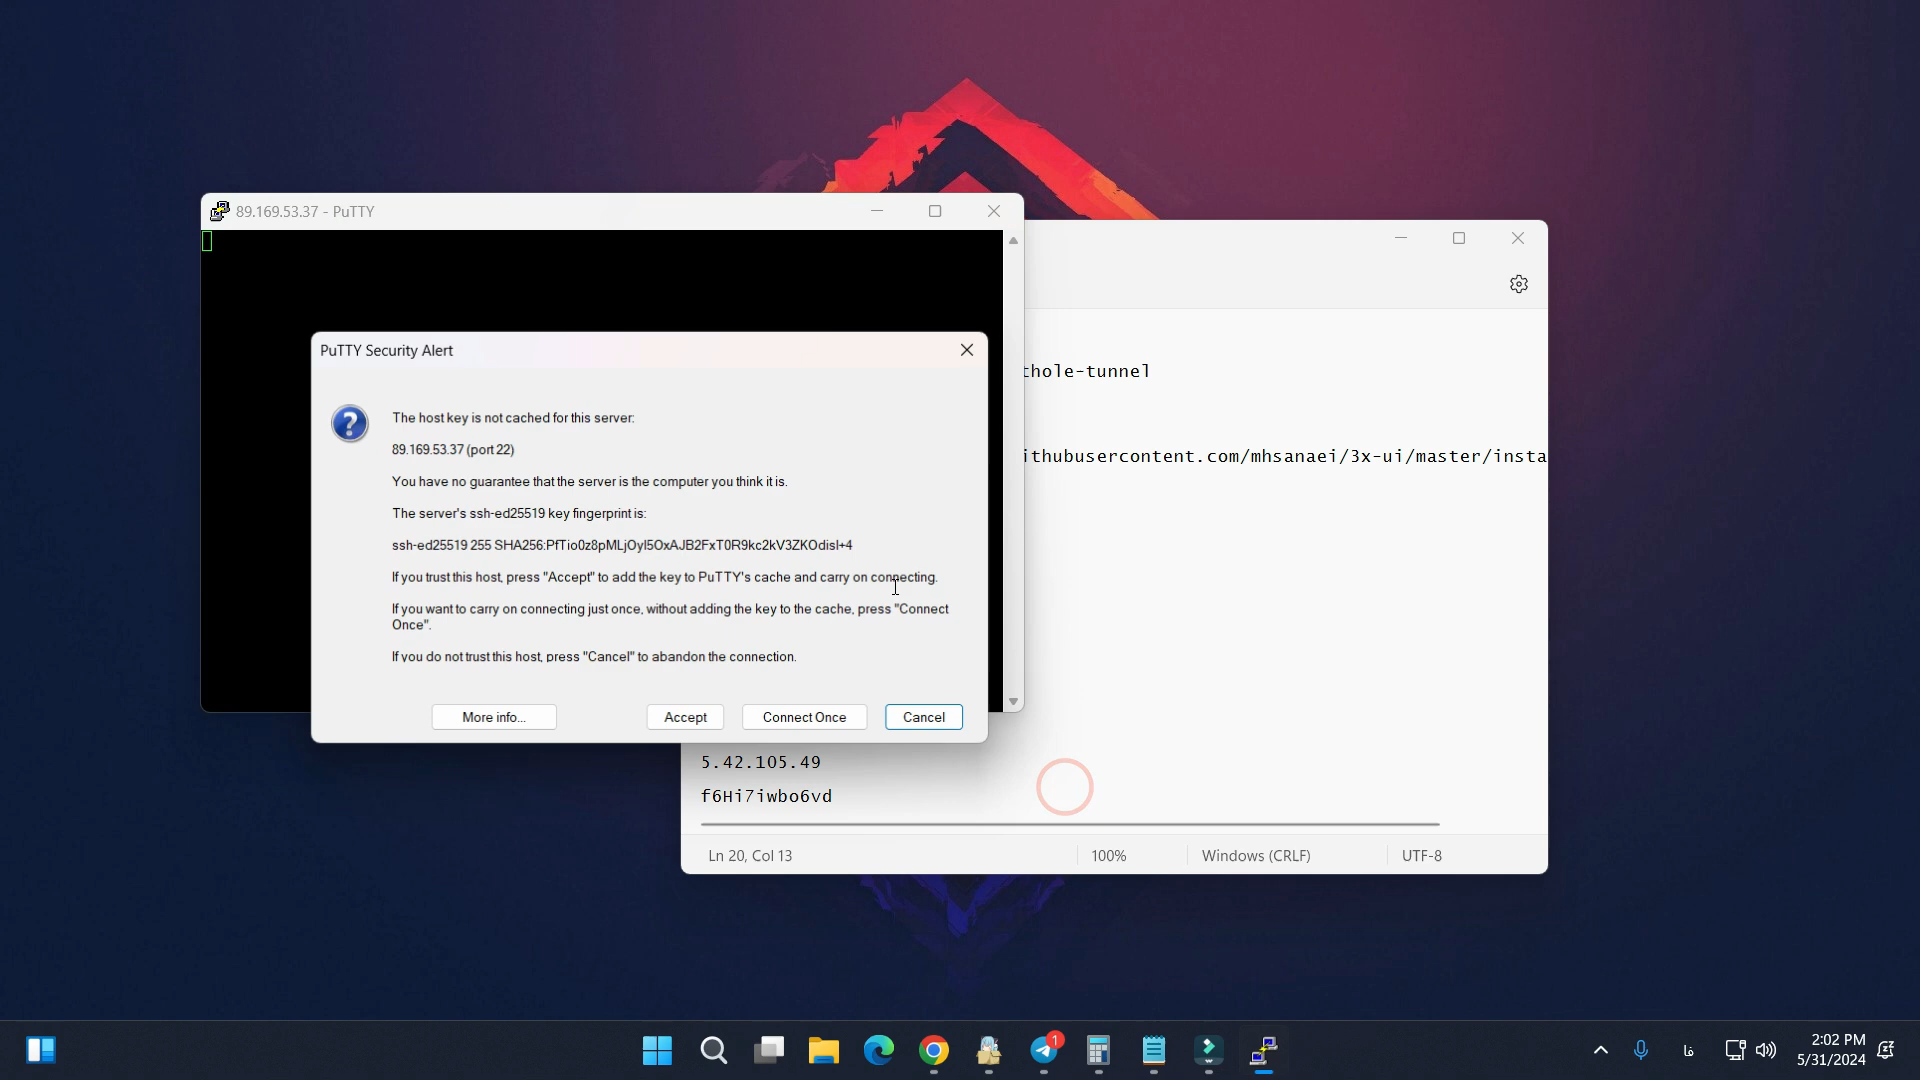 89.169.53.37 - PuTTY
PuTTY Security Alert
The host key is not cached for this server:
89.169.53.37 (port 22)
You have no guarantee that the server is the computer you think it is.
The server's ssh-ed25519 key fingerprint is:
ssh-ed25519 255 SHA256:PfTio0z8pMLjOyI5OxAJB2FxT0R9kc2kV3ZKOdisI+4
If you trust this host, press "Accept" to add the key to PuTTY's cache and carry on connecting.
If you want to carry on connecting just once, without adding the key to the cache, press "Connect
Once".
If you do not trust this host, press "Cancel" to abandon the connection.
More info...
Accept
Connect Once
Cancel
thole-tunnel
ithubusercontent.com/mhsanaei/3x-ui/master/insta
5.42.105.49
f6Hi7iwbo6vd
Ln 20, Col 13
100%
Windows (CRLF)
UTF-8
1
فا
2:02 PM
5/31/2024